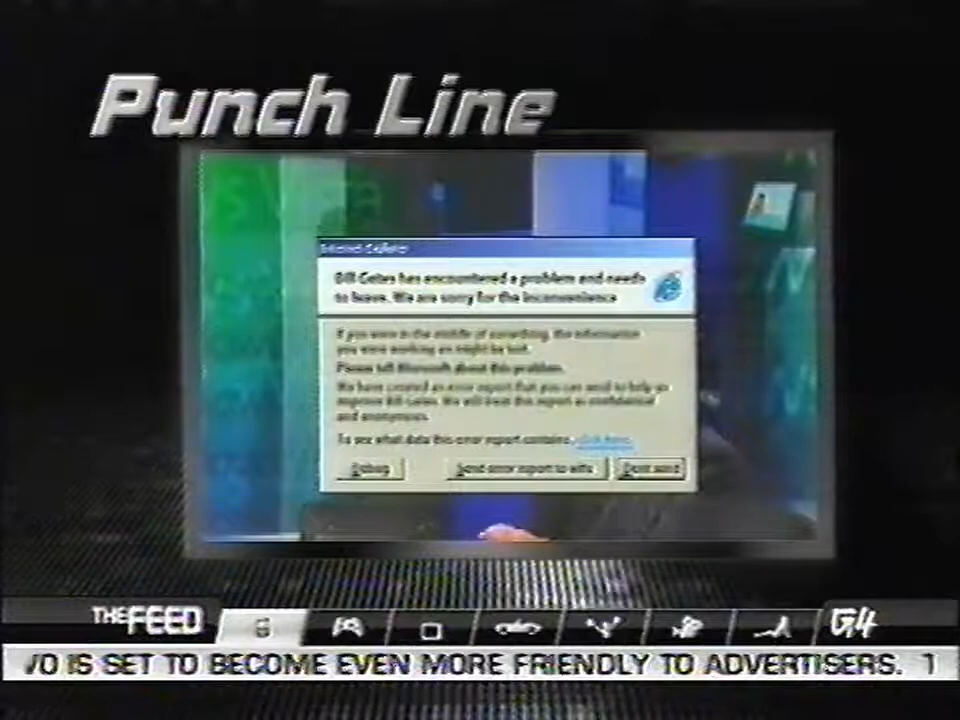 Punch Line
Internet Explorer
Bill Gates has encountered a problem and needs
to leave. We are sorry for the inconvenience
If you were in the middle of something, the information
you were working on might be lost.
Please tell Microsoft about this problem.
We have created an error report that you can send to help us
improve Bill Gates. We will treat this report as confidential
and anonymous.
To see what data this error report contains, click here.
Debug
Send error report to wife
Don't send
THE FEED
G4
VO IS SET TO BECOME EVEN MORE FRIENDLY TO ADVERTISERS. 1